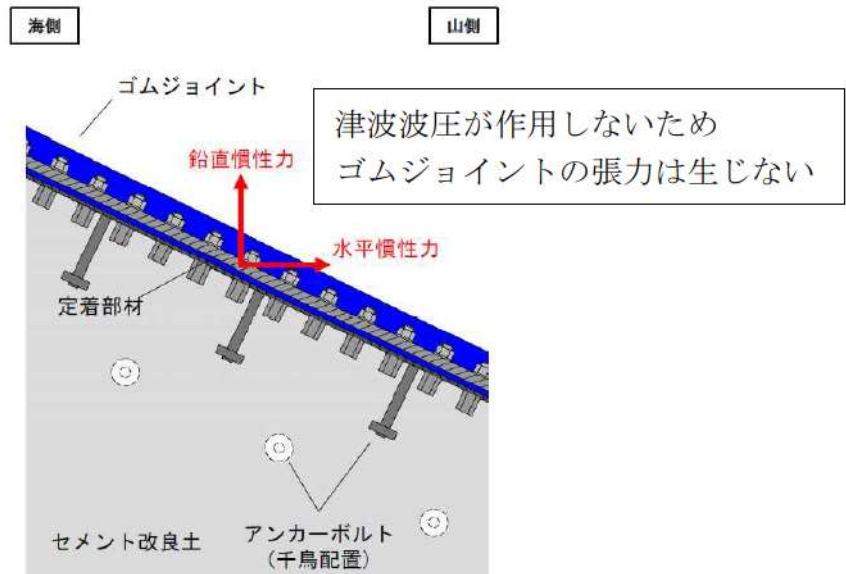 海側
山側
ゴムジョイント
津波波圧が作用しないため
ゴムジョイントの張力は生じない
鉛直慣性力
水平慣性力
定着部材
セメント改良土
アンカーボルト
(千鳥配置)